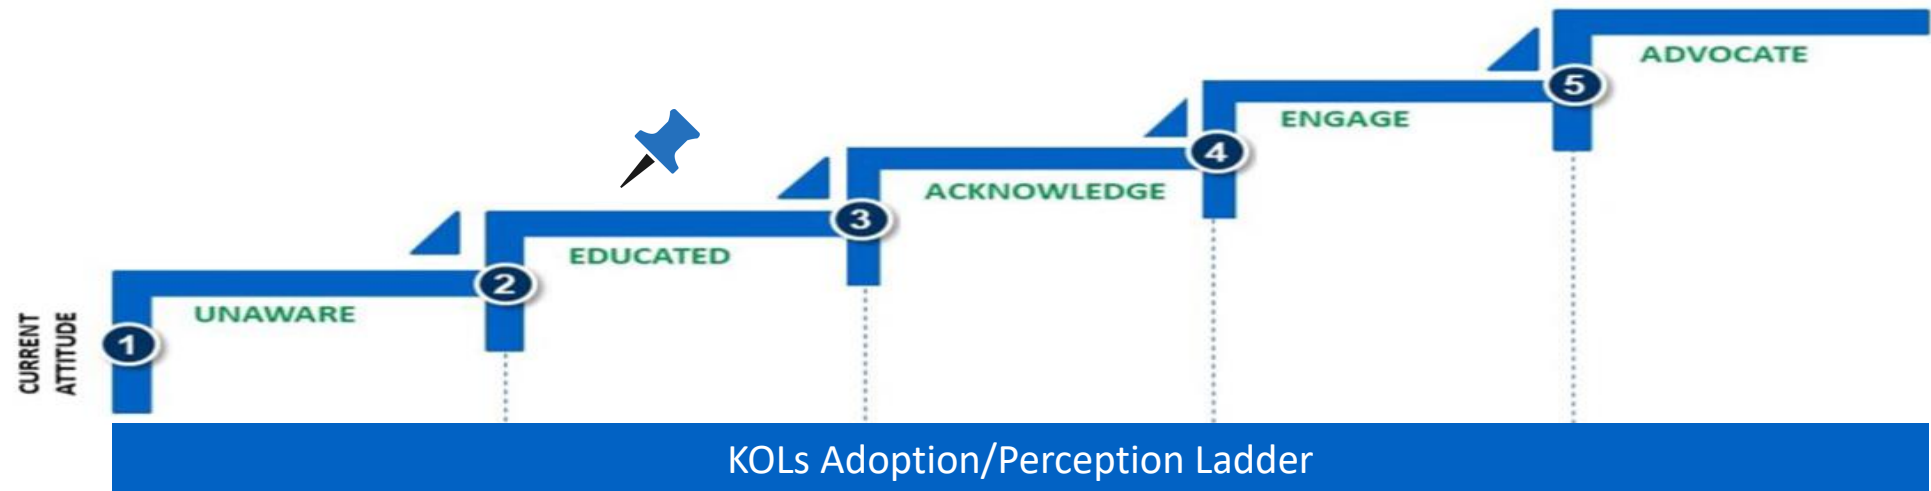 CURRENT
ATTITUDE
1
UNAWARE
2
EDUCATED
3
ACKNOWLEDGE
4
ENGAGE
5
ADVOCATE
KOLs Adoption/Perception Ladder